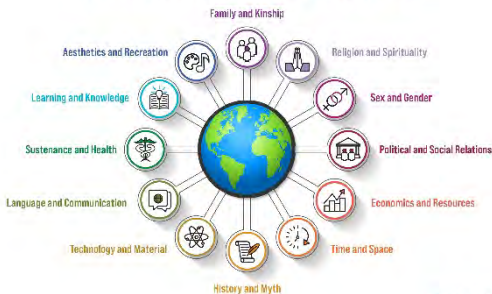 Family and Kinship
Aesthetics and Recreation
Religion and Spirituality
Learning and Knowledge
Sex and Gender
Sustenance and Health
Political and Social Relations
Language and Communication
Economics and Resources
Technology and Material
Time and Space
History and Myth